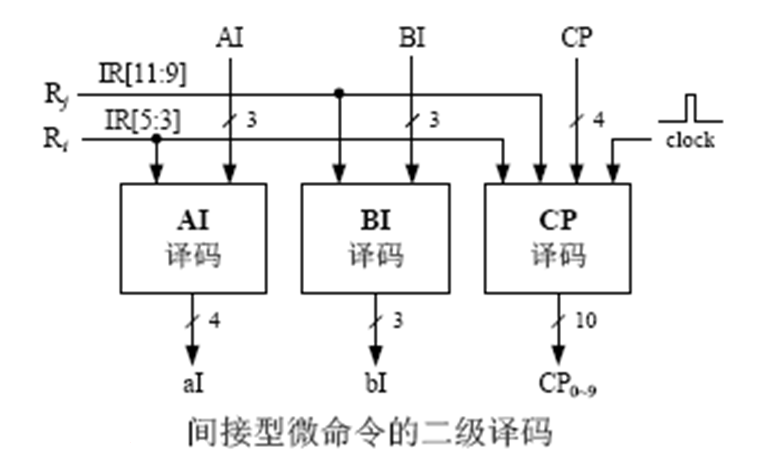 AI BI CP
IR[11:9]
Rj
IR[5:3] 3 3 4
Ri clock
AI BI CP
译码 译码 译码
4 3 10
aI bI CP0~9
间接型微命令的二级译码